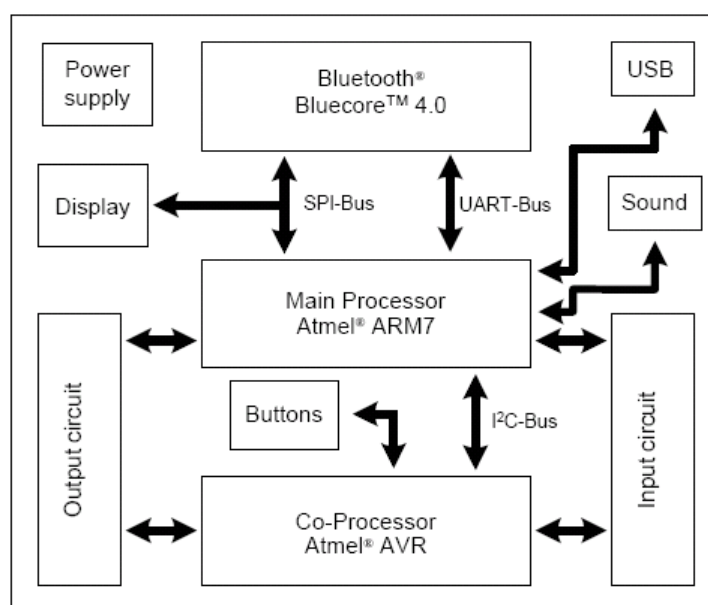 Power
supply
Bluetooth®
Bluecore™ 4.0
USB
Display
SPI-Bus
UART-Bus
Sound
Main Processor
Atmel® ARM7
Output circuit
Buttons
I²C-Bus
Input circuit
Co-Processor
Atmel® AVR